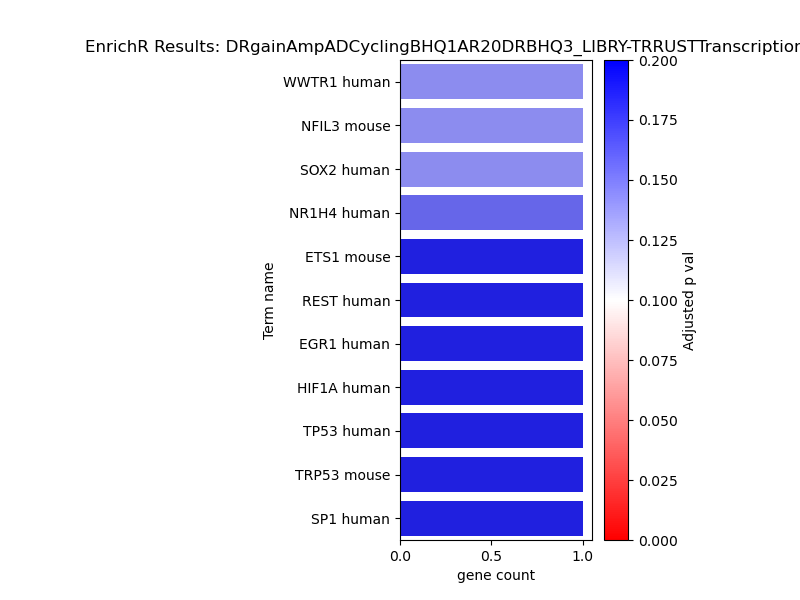 EnrichR Results: DRgainAmpADCyclingBHQ1AR20DRBHQ3_LIBRY-TRRUSTTranscription
WWTR1 human
NFIL3 mouse
SOX2 human
NR1H4 human
ETS1 mouse
REST human
EGR1 human
HIF1A human
TP53 human
TRP53 mouse
SP1 human
Term name
0.0
0.5
1.0
gene count
0.200
0.175
0.150
0.125
0.100
0.075
0.050
0.025
0.000
Adjusted p val